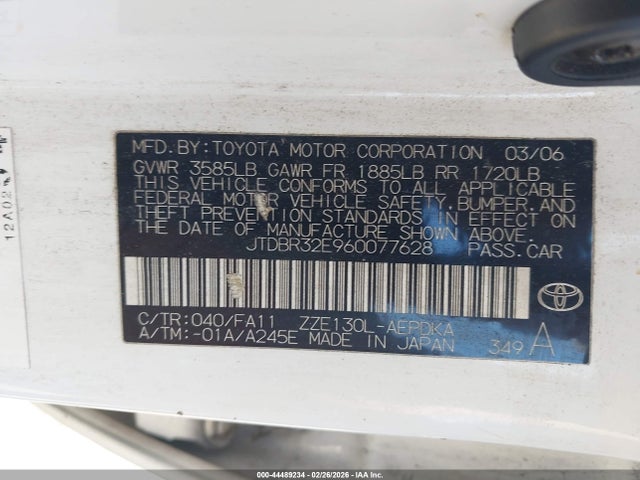 MFD.BY:TOYOTA MOTOR CORPORATION 03/06
GVWR 3585LB GAWR FR 1885LB RR 1720LB
THIS VEHICLE CONFORMS TO ALL APPLICABLE
FEDERAL MOTOR VEHICLE SAFETY,BUMPER,AND
THEFT PREVENTION STANDARDS IN EFFECT ON
THE DATE OF MANUFACTURE SHOWN ABOVE.
JTDBR32E960077628 PASS.CAR
C/TR:040/FA11 ZZE130L-AEPDKA
A/TM:-01A/A245E MADE IN JAPAN 349 A
12A02
000-44489234 - 02/26/2026 - IAA Inc.